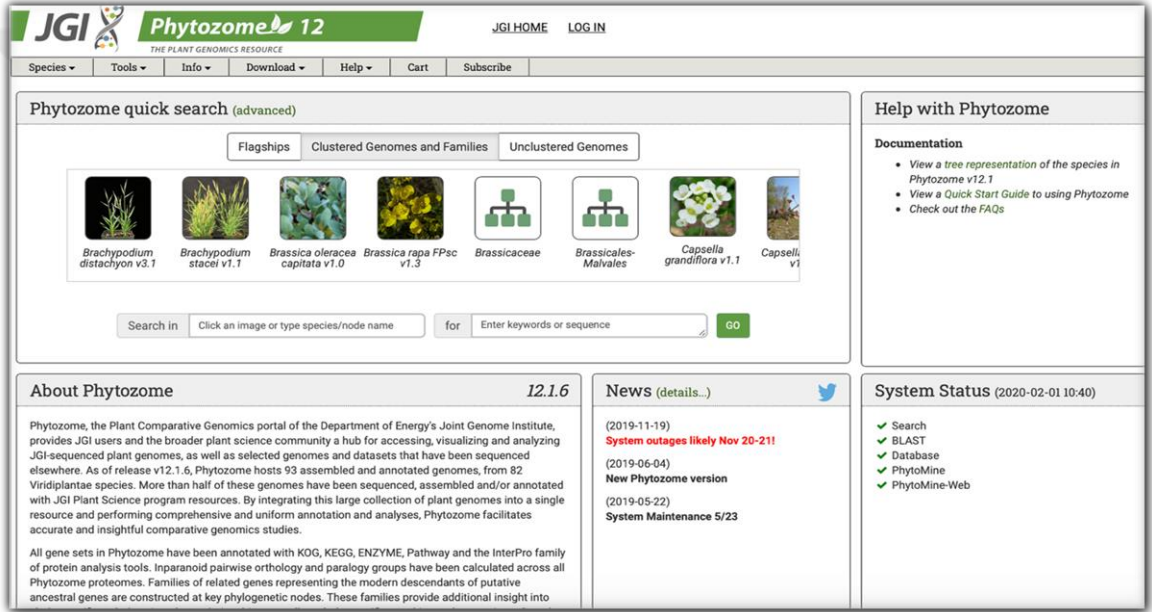 JGI
Phytozome 12
THE PLANT GENOMICS RESOURCE
JGI HOME LOG IN
Species Tools Info Download Help Cart Subscribe
Phytozome quick search (advanced)
Flagships Clustered Genomes and Families Unclustered Genomes
Brachypodium distachyon v3.1
Brachypodium stacei v1.1
Brassica oleracea capitata v1.0
Brassica rapa FPsc v1.3
Brassicaceae
Brassicales-Malvales
Capsella grandiflora v1.1
Search in Click an image or type species/node name for Enter keywords or sequence GO
Help with Phytozome
Documentation
• View a tree representation of the species in
Phytozome v12.1
• View a Quick Start Guide to using Phytozome
• Check out the FAQs
About Phytozome 12.1.6
Phytozome, the Plant Comparative Genomics portal of the Department of Energy's Joint Genome Institute,
provides JGI users and the broader plant science community a hub for accessing, visualizing and analyzing
JGI-sequenced plant genomes, as well as selected genomes and datasets that have been sequenced
elsewhere. As of release v12.1.6, Phytozome hosts 93 assembled and annotated genomes, from 82
Viridiplantae species. More than half of these genomes have been sequenced, assembled and/or annotated
with JGI Plant Science program resources. By integrating this large collection of plant genomes into a single
resource and performing comprehensive and uniform annotation and analyses, Phytozome facilitates
accurate and insightful comparative genomics studies.
All gene sets in Phytozome have been annotated with KOG, KEGG, ENZYME, Pathway and the InterPro family
of protein analysis tools. Inparanoid pairwise orthology and paralogy groups have been calculated across all
Phytozome proteomes. Families of related genes representing the modern descendants of putative
ancestral genes are constructed at key phylogenetic nodes. These families provide additional insight into
News (details...)
(2019-11-19)
System outages likely Nov 20-21!
(2019-06-04)
New Phytozome version
(2019-05-22)
System Maintenance 5/23
System Status (2020-02-01 10:40)
Search
BLAST
Database
PhytoMine
PhytoMine-Web